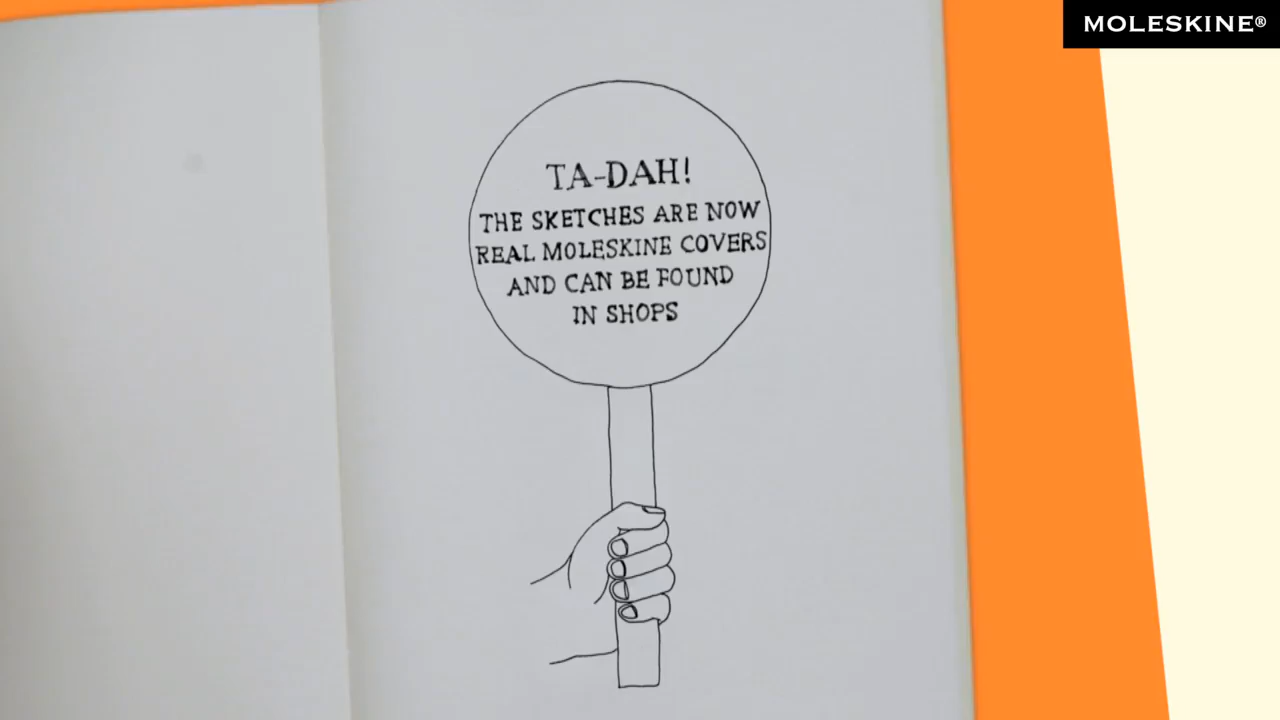 MOLESKINE®
TA-DAH!
THE SKETCHES ARE NOW
REAL MOLESKINE COVERS
AND CAN BE FOUND
IN SHOPS